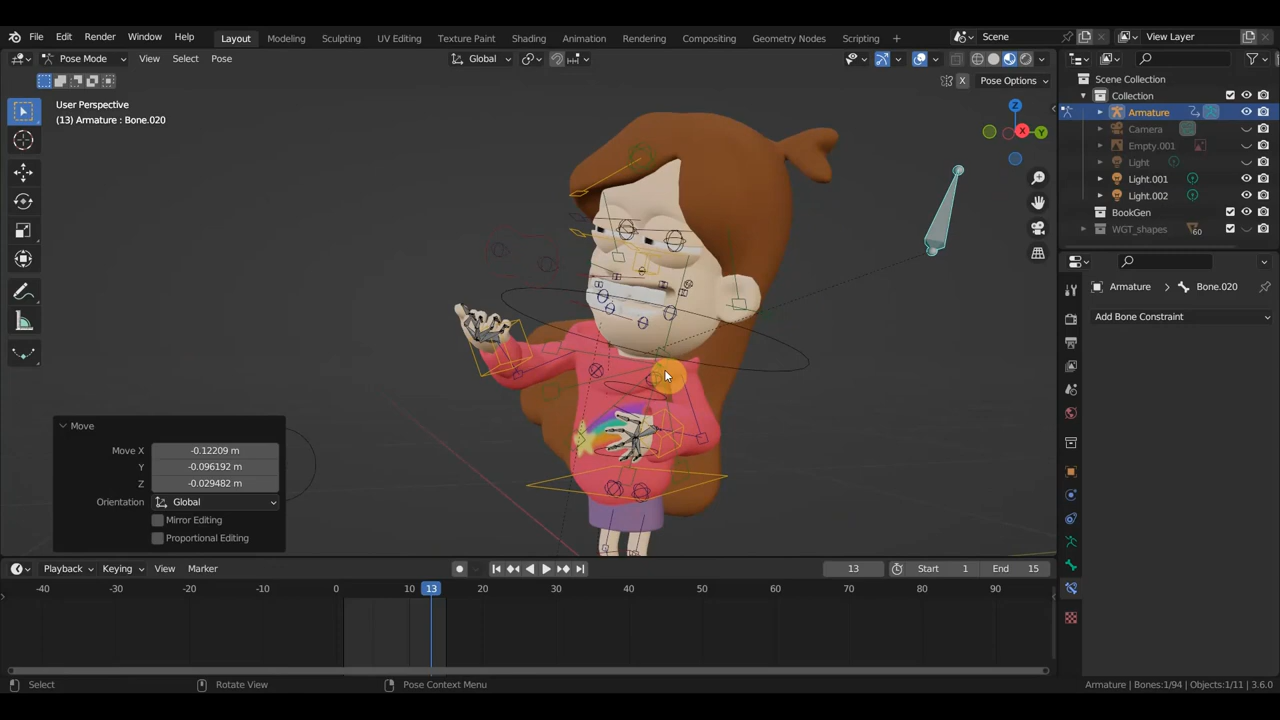 File Edit Render Window Help Layout Modeling Sculpting UV Editing Texture Paint Shading Animation Rendering Compositing Geometry Nodes Scripting + Scene View Layer
Pose Mode View Select Pose Global
X Pose Options
User Perspective
(13) Armature : Bone.020
Z
X
Y
Scene Collection
Collection
Armature
Camera
Empty.001
Light
Light.001
Light.002
BookGen
WGT_shapes 60
Armature Bone.020
Add Bone Constraint
Move
Move X -0.12209 m
Y -0.096192 m
Z -0.029482 m
Orientation Global
Mirror Editing
Proportional Editing
Playback Keying View Marker 13 Start 1 End 15
-40 -30 -20 -10 0 10 13 20 30 40 50 60 70 80 90
Select Rotate View Pose Context Menu Armature | Bones:1/94 | Objects:1/11 | 3.6.0